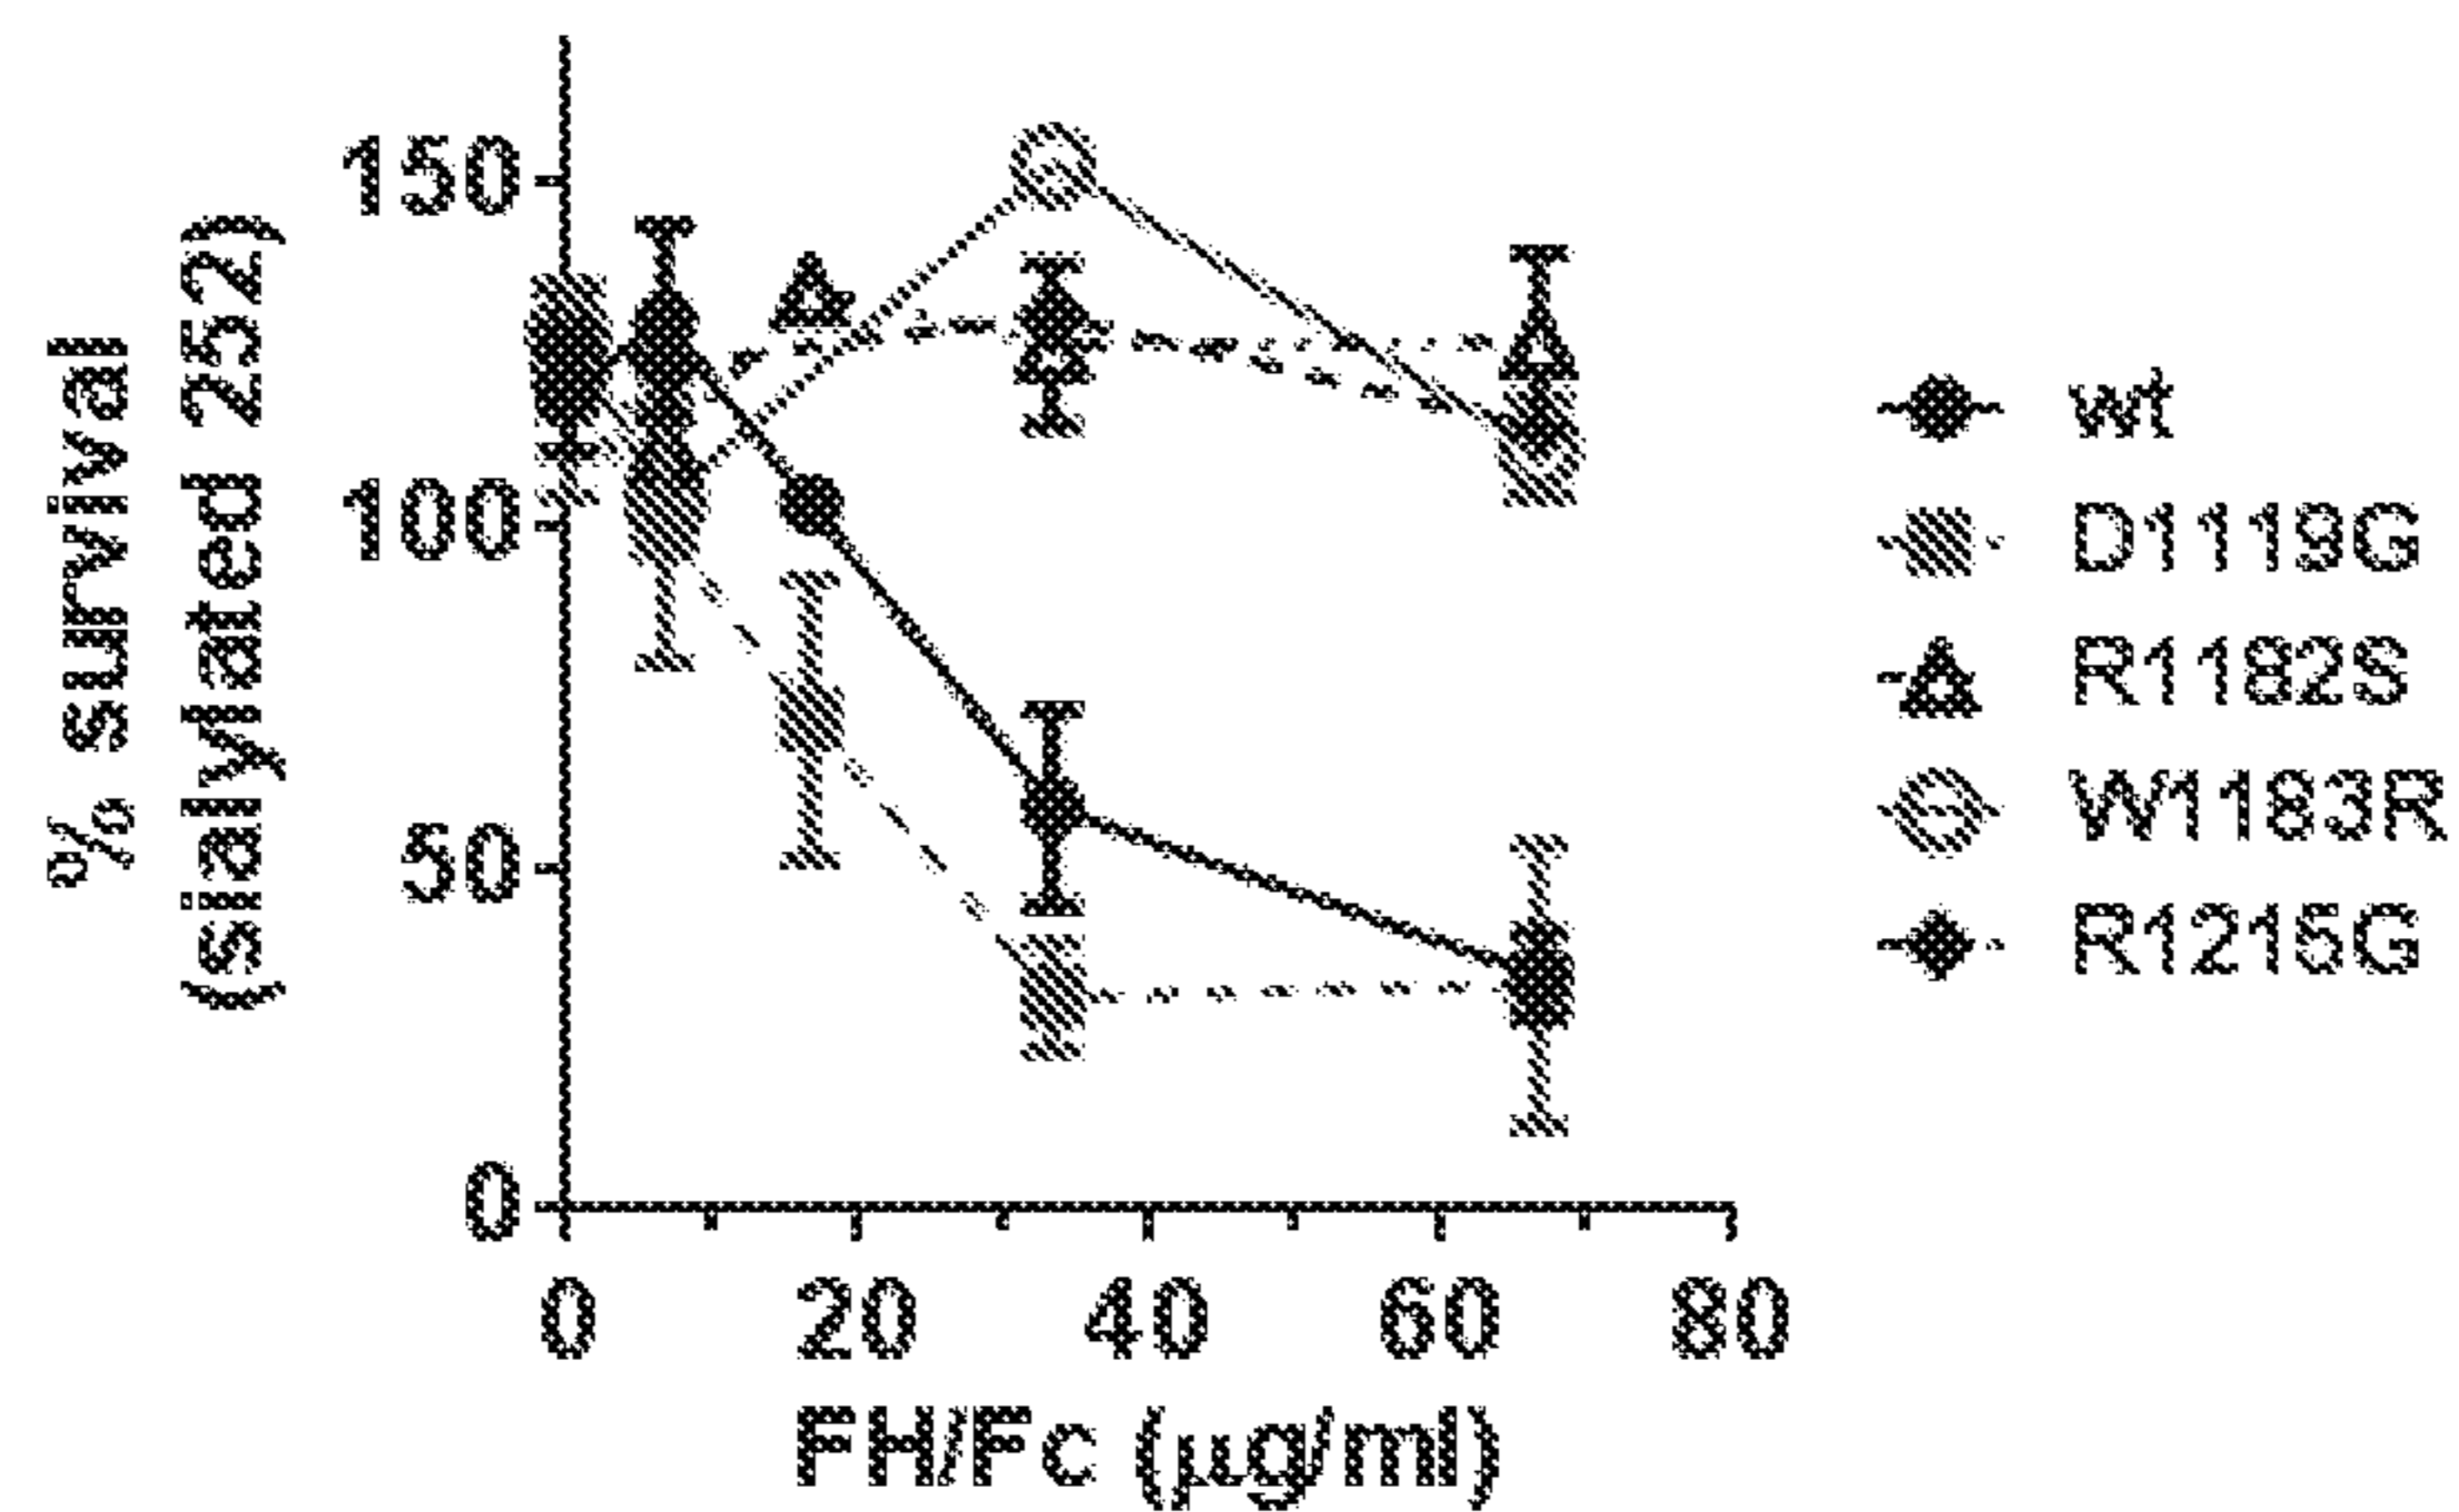 % survival
(sialylated 252)
150
100
50
0
0 20 40 60 80
FH/Fc (µg/ml)
wt
D1119G
R1182S
W1183R
R1215G